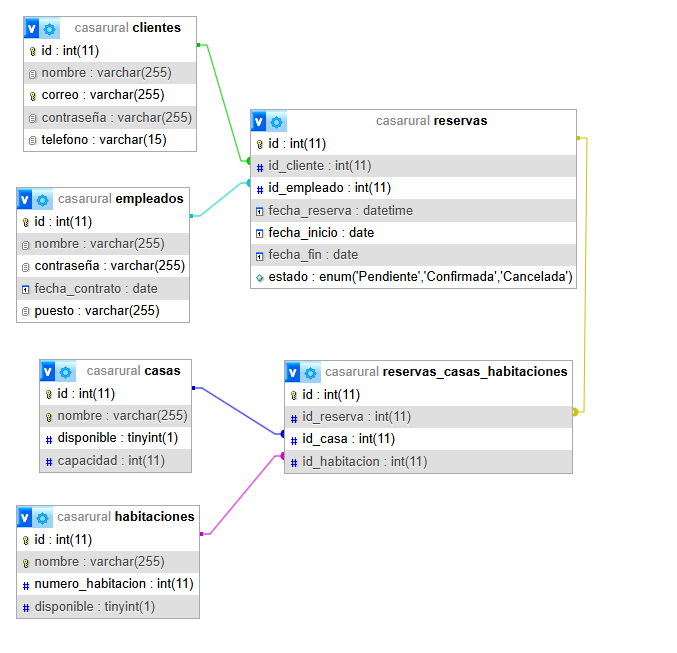 casarural clientes
id : int(11)
nombre : varchar(255)
correo : varchar(255)
contraseña : varchar(255)
telefono : varchar(15)
casarural reservas
id : int(11)
id_cliente : int(11)
id_empleado : int(11)
fecha_reserva : datetime
fecha_inicio : date
fecha_fin : date
estado : enum('Pendiente','Confirmada','Cancelada')
casarural empleados
id : int(11)
nombre : varchar(255)
contraseña : varchar(255)
fecha_contrato : date
puesto : varchar(255)
casarural casas
id : int(11)
nombre : varchar(255)
disponible : tinyint(1)
capacidad : int(11)
casarural reservas_casas_habitaciones
id : int(11)
id_reserva : int(11)
id_casa : int(11)
id_habitacion : int(11)
casarural habitaciones
id : int(11)
nombre : varchar(255)
numero_habitacion : int(11)
disponible : tinyint(1)